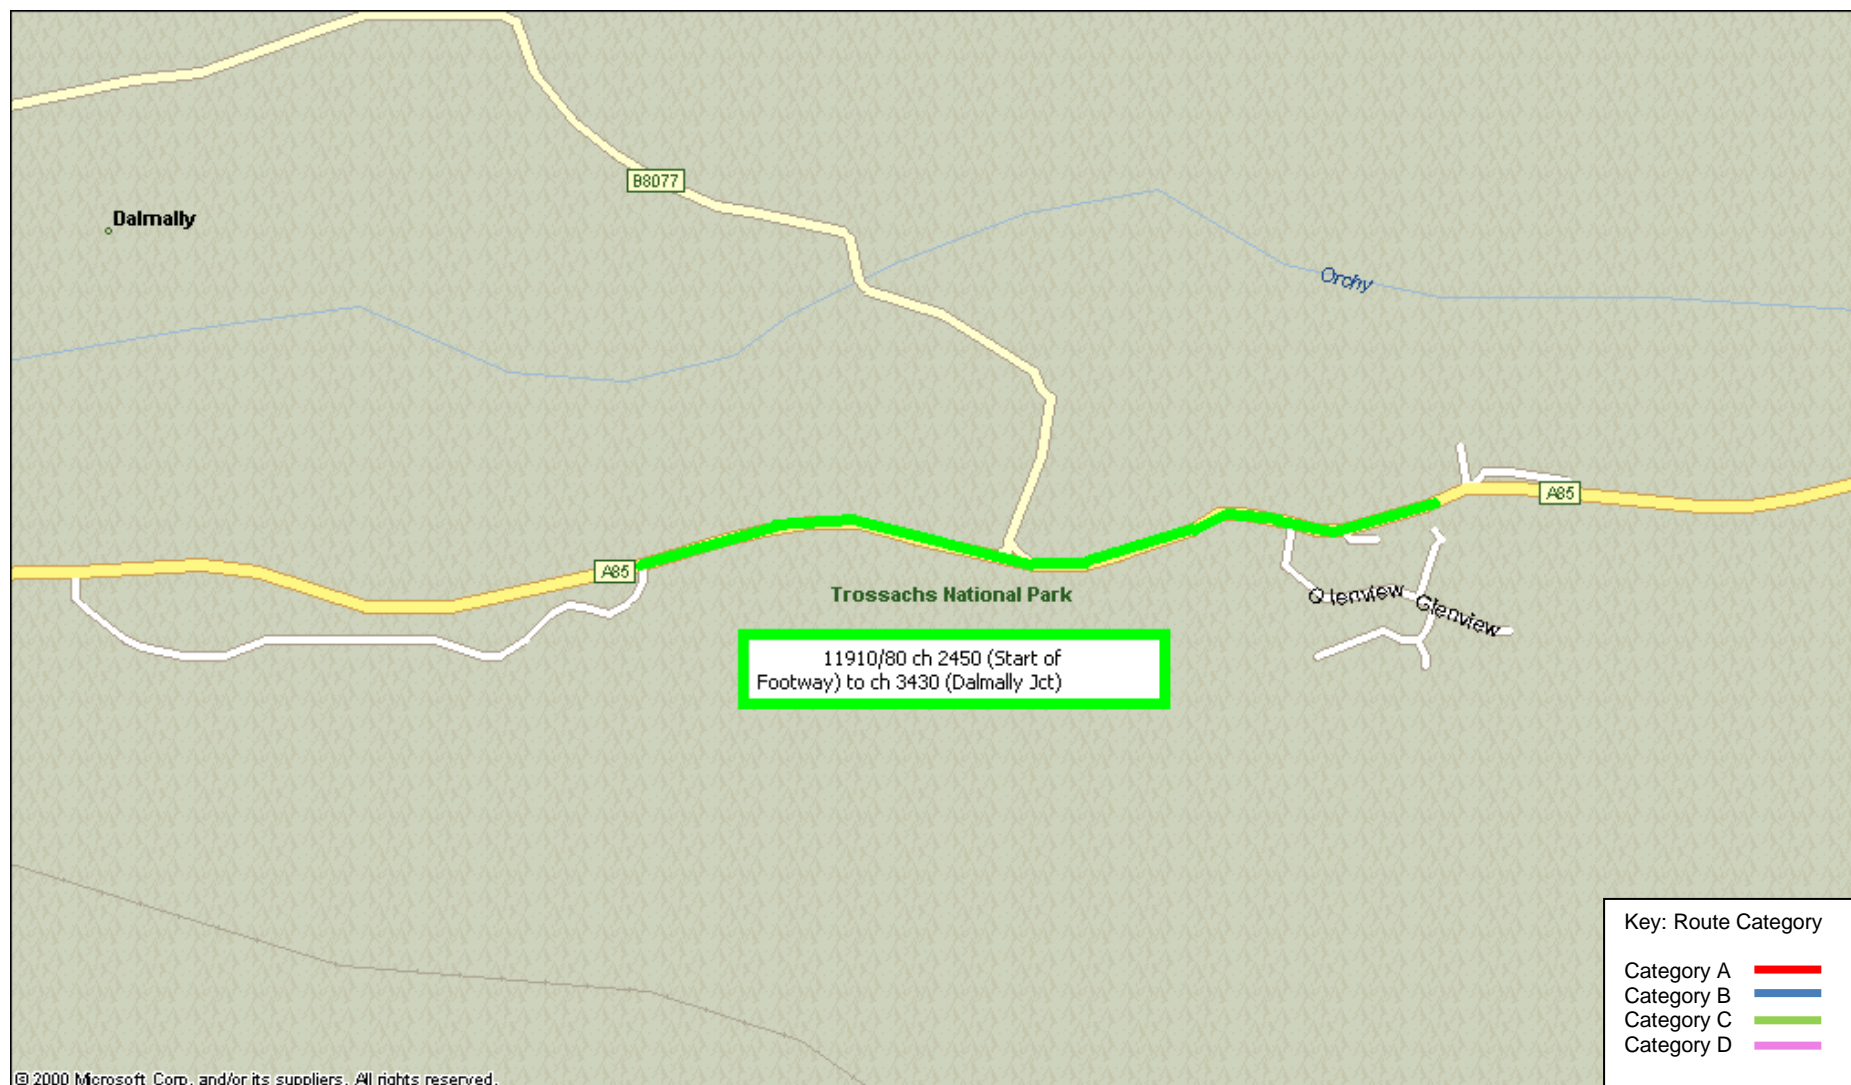 B8077
Dalmally
Orchy
A85
A85
Trossachs National Park
Glenview
11910/80 ch 2450 (Start of
Footway) to ch 3430 (Dalmally Jct)
Key: Route Category
Category A
Category B
Category C
Category D
© 2000 Microsoft Corp. and/or its suppliers. All rights reserved.